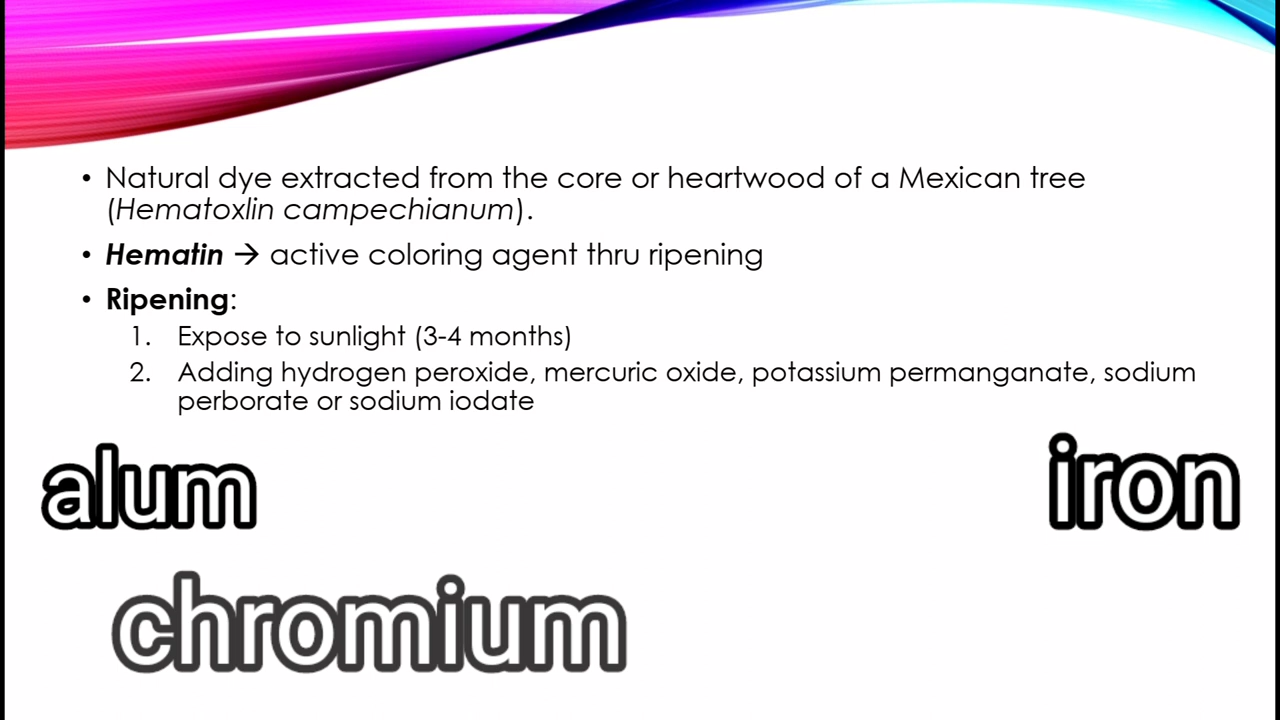 • Natural dye extracted from the core or heartwood of a Mexican tree
(Hematoxlin campechianum).
• Hematin → active coloring agent thru ripening
• Ripening:
1. Expose to sunlight (3-4 months)
2. Adding hydrogen peroxide, mercuric oxide, potassium permanganate, sodium
perborate or sodium iodate
alum
iron
chromium